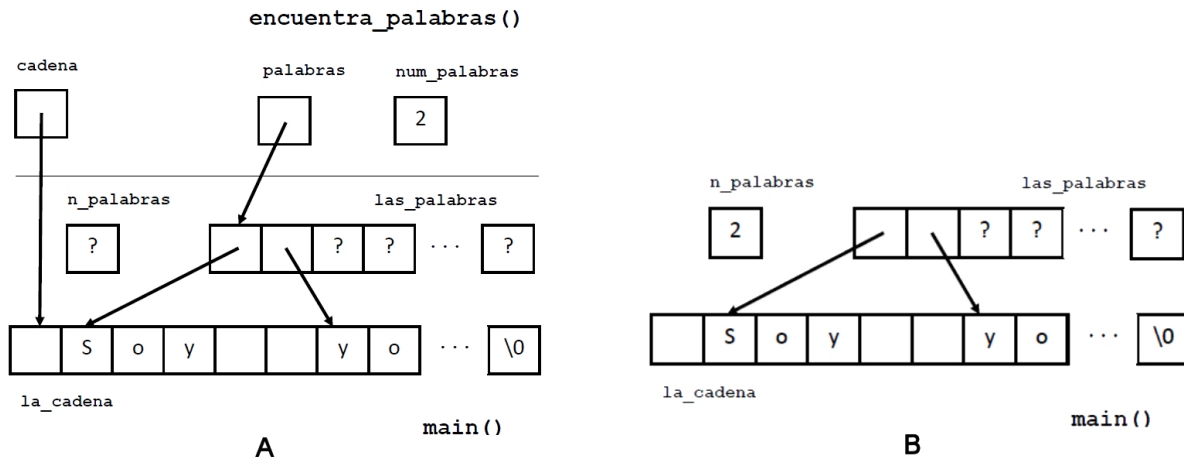 encuentra_palabras()
cadena palabras num_palabras
2
n_palabras las_palabras
? ? ? ... ?
S o y y o ... \0
la_cadena
main()
A
n_palabras las_palabras
2 ? ? ... ?
S o y y o ... \0
la_cadena
main()
B